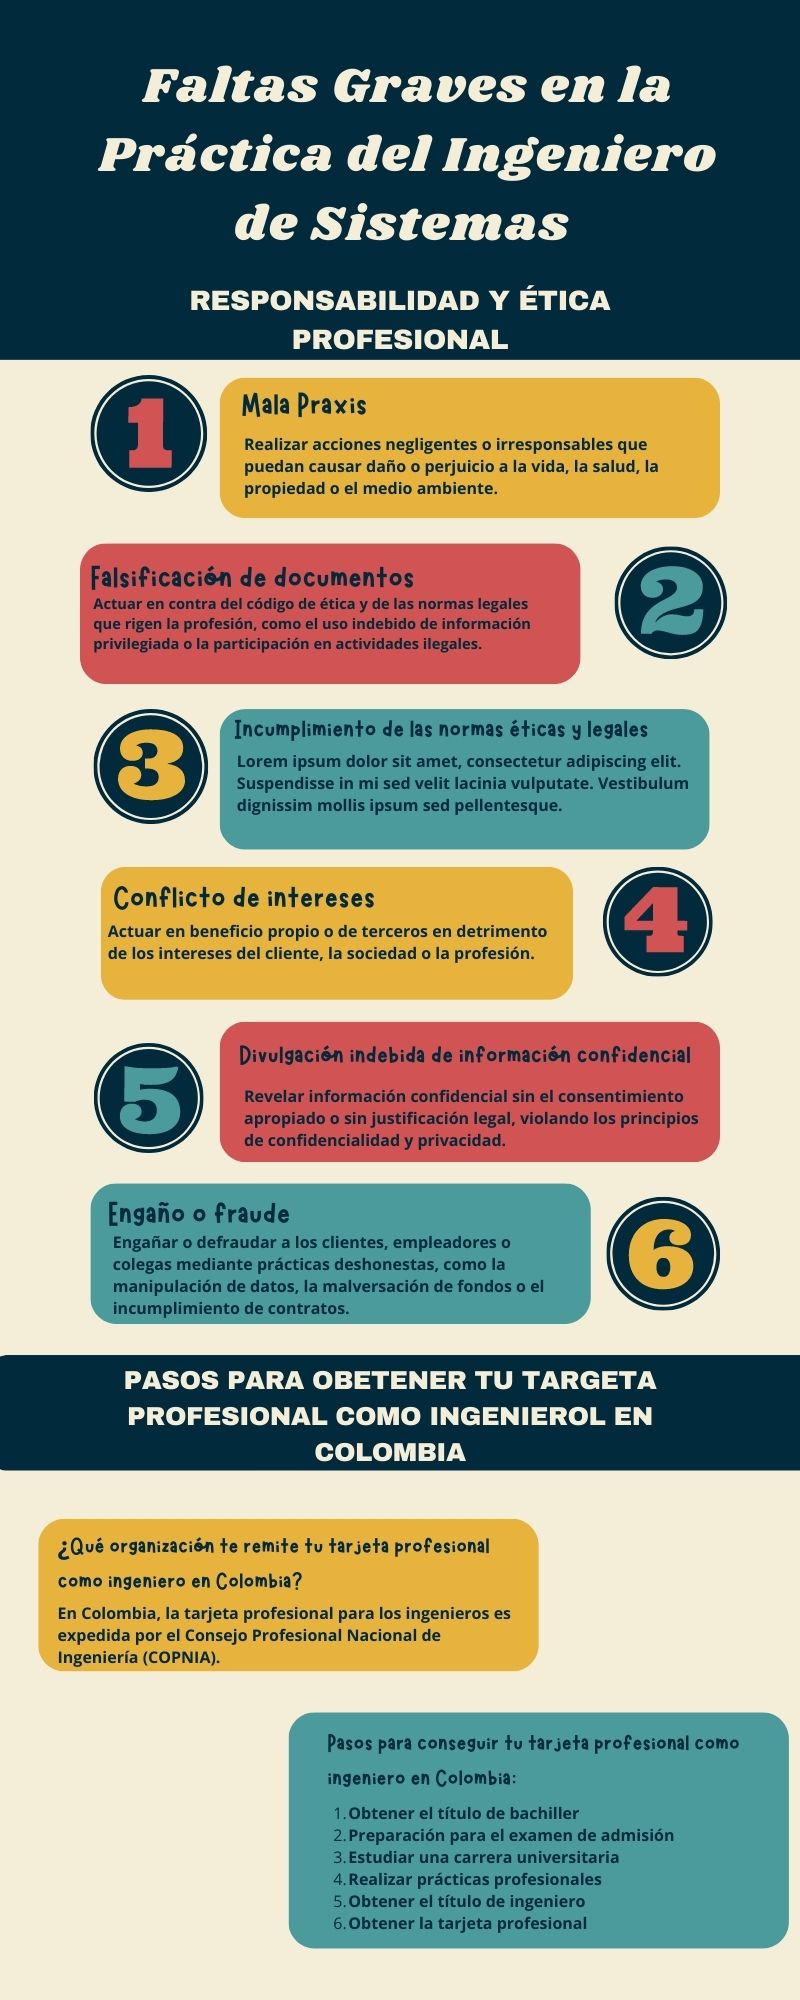 Faltas Graves en la
Práctica del Ingeniero
de Sistemas
RESPONSABILIDAD Y ÉTICA
PROFESIONAL
1
Mala Praxis
Realizar acciones negligentes o irresponsables que
puedan causar daño o perjuicio a la vida, la salud, la
propiedad o el medio ambiente.
Falsificación de documentos
Actuar en contra del código de ética y de las normas legales
que rigen la profesión, como el uso indebido de información
privilegiada o la participación en actividades ilegales.
2
3
Incumplimiento de las normas éticas y legales
Lorem ipsum dolor sit amet, consectetur adipiscing elit.
Suspendisse in mi sed velit lacinia vulputate. Vestibulum
dignissim mollis ipsum sed pellentesque.
Conflicto de intereses
Actuar en beneficio propio o de terceros en detrimento
de los intereses del cliente, la sociedad o la profesión.
4
5
Divulgación indebida de información confidencial
Revelar información confidencial sin el consentimiento
apropiado o sin justificación legal, violando los principios
de confidencialidad y privacidad.
Engaño o fraude
Engañar o defraudar a los clientes, empleadores o
colegas mediante prácticas deshonestas, como la
manipulación de datos, la malversación de fondos o el
incumplimiento de contratos.
6
PASOS PARA OBETENER TU TARGETA
PROFESIONAL COMO INGENIEROL EN
COLOMBIA
¿Qué organización te remite tu tarjeta profesional
como ingeniero en Colombia?
En Colombia, la tarjeta profesional para los ingenieros es
expedida por el Consejo Profesional Nacional de
Ingeniería (COPNIA).
Pasos para conseguir tu tarjeta profesional como
ingeniero en Colombia:
1. Obtener el título de bachiller
2. Preparación para el examen de admisión
3. Estudiar una carrera universitaria
4. Realizar prácticas profesionales
5. Obtener el título de ingeniero
6. Obtener la tarjeta profesional